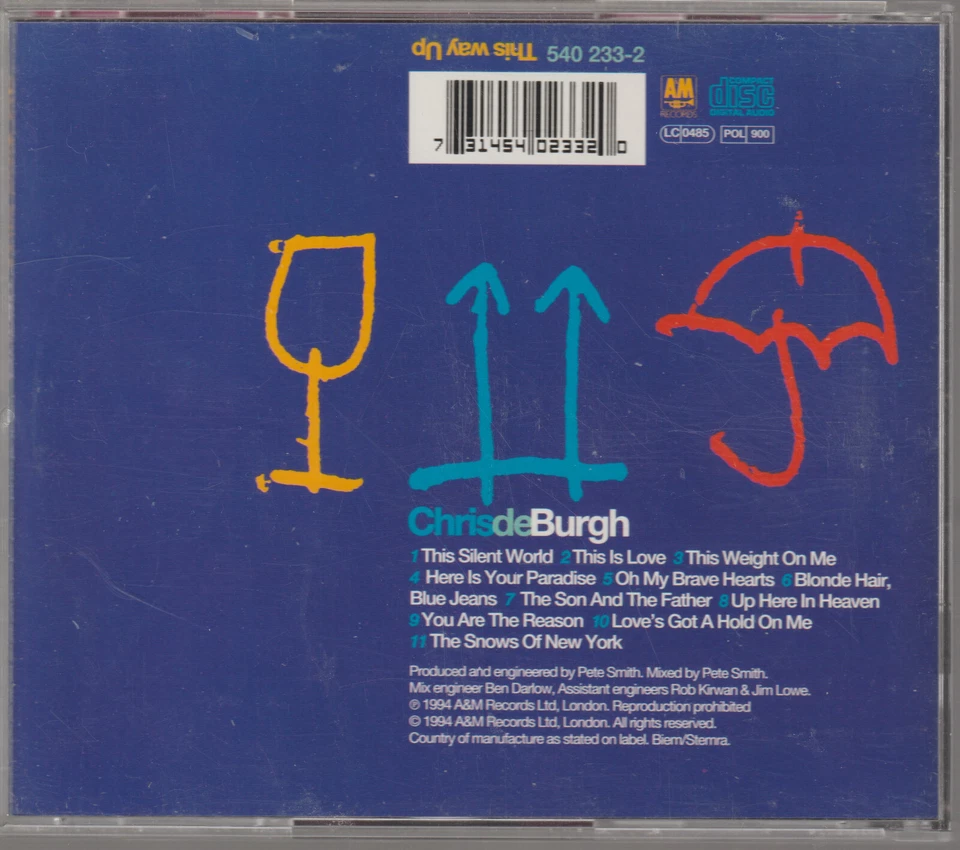 This way Up 540 233-2
7 31454 02332 0
AM
RECORDS
COMPACT
disc
DIGITAL AUDIO
LC 0485
POL 900
ChrisdeBurgh
1 This Silent World 2 This Is Love 3 This Weight On Me
4 Here Is Your Paradise 5 Oh My Brave Hearts 6 Blonde Hair,
Blue Jeans 7 The Son And The Father 8 Up Here In Heaven
9 You Are The Reason 10 Love's Got A Hold On Me
11 The Snows Of New York
Produced and engineered by Pete Smith. Mixed by Pete Smith.
Mix engineer Ben Darlow, Assistant engineers Rob Kirwan & Jim Lowe.
℗ 1994 A&M Records Ltd, London. Reproduction prohibited
© 1994 A&M Records Ltd, London. All rights reserved.
Country of manufacture as stated on label. Biem/Stemra.